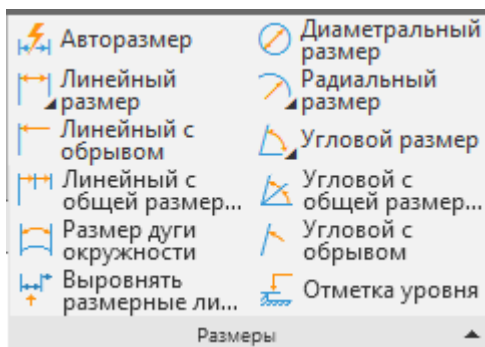 Авторазмер
Линейный
размер
Линейный с
обрывом
Линейный с
общей размер...
Размер дуги
окружности
Выровнять
размерные ли...
Диаметральный
размер
Радиальный
размер
Угловой размер
Угловой с
общей размер...
Угловой с
обрывом
Отметка уровня
Размеры